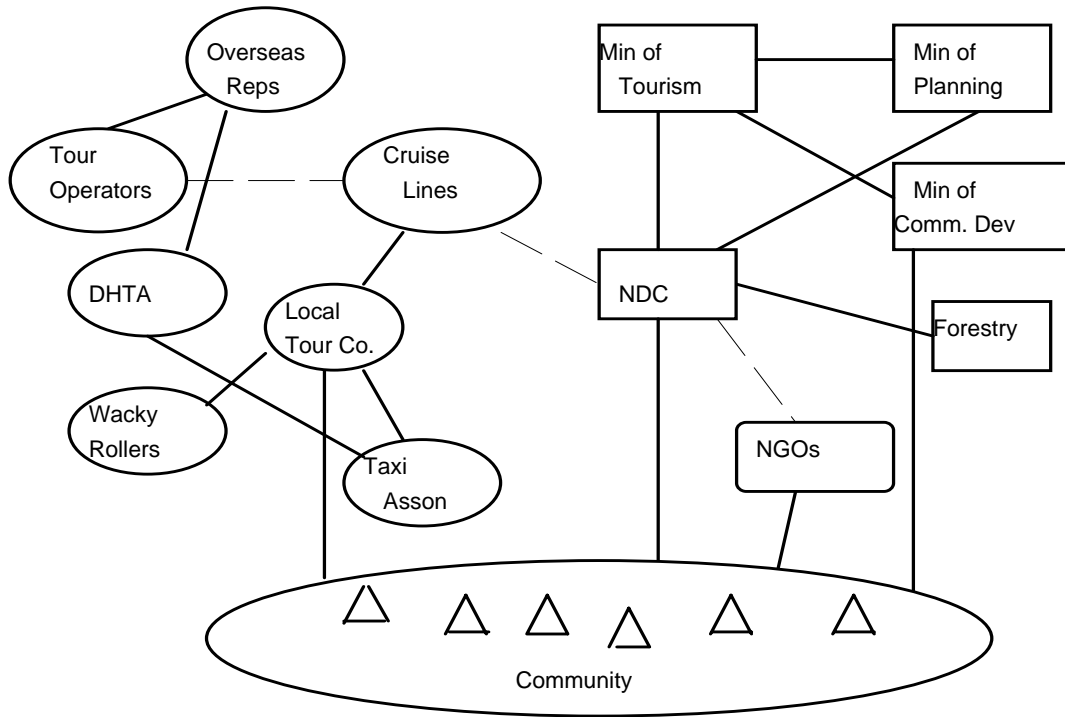 Overseas
Reps
Min of
Tourism
Min of
Planning
Tour
Operators
Cruise
Lines
Min of
Comm. Dev
DHTA
NDC
Local
Tour Co.
Forestry
Wacky
Rollers
NGOs
Taxi
Asson
Community